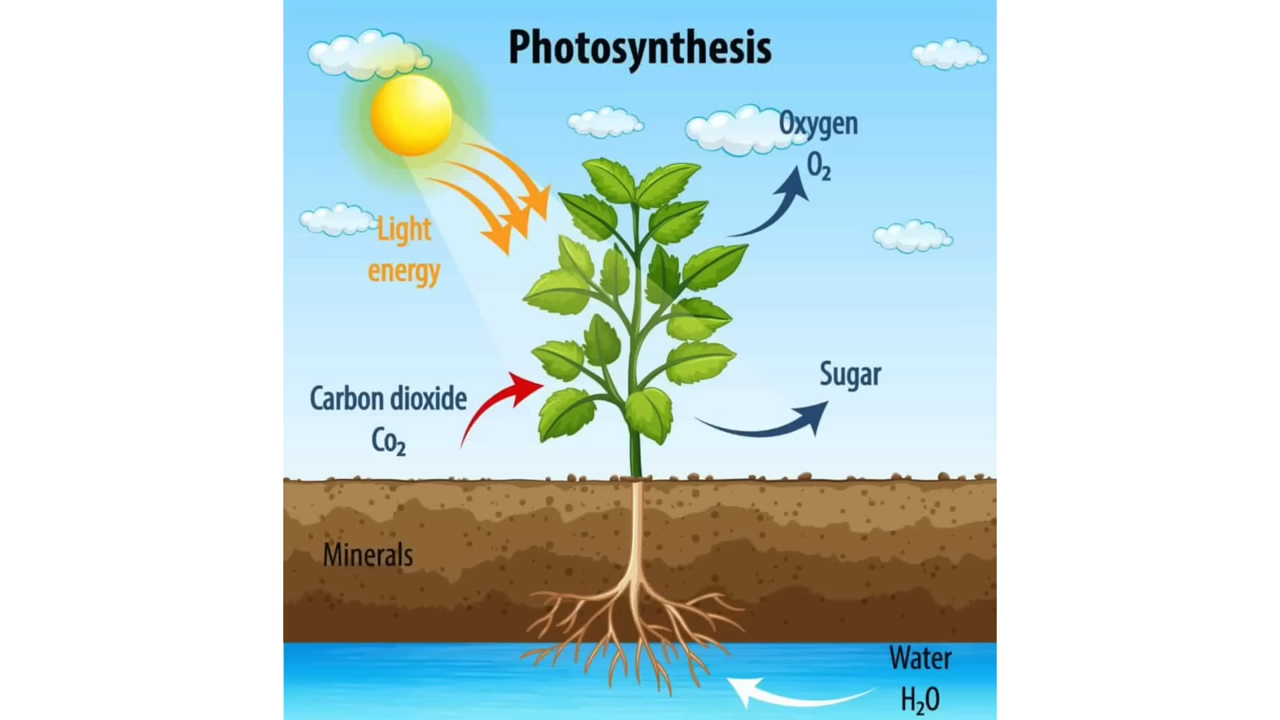 Photosynthesis
Oxygen
O₂
Light
energy
Sugar
Carbon dioxide
Co₂
Minerals
Water
H₂O